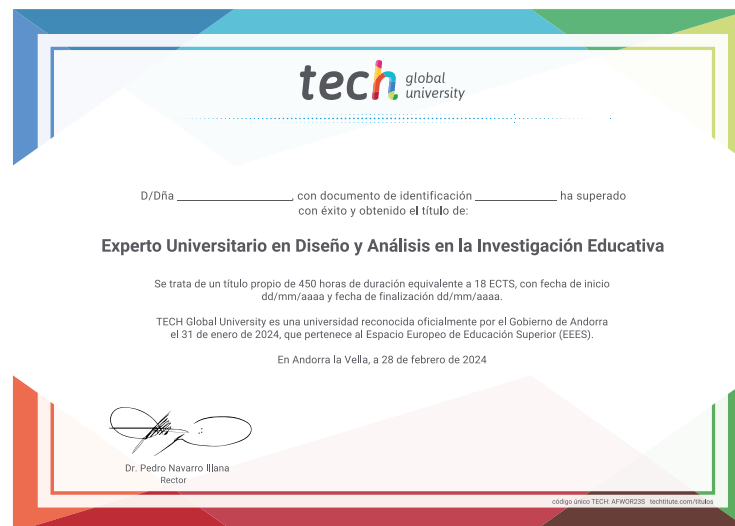 tech global university
D/Dña ____________________, con documento de identificación ______________ ha superado
con éxito y obtenido el título de:
Experto Universitario en Diseño y Análisis en la Investigación Educativa
Se trata de un título propio de 450 horas de duración equivalente a 18 ECTS, con fecha de inicio
dd/mm/aaaa y fecha de finalización dd/mm/aaaa.
TECH Global University es una universidad reconocida oficialmente por el Gobierno de Andorra
el 31 de enero de 2024, que pertenece al Espacio Europeo de Educación Superior (EEES).
En Andorra la Vella, a 28 de febrero de 2024
Dr. Pedro Navarro Illana
Rector
código único TECH: AFWOR23S techtitute.com/titulos